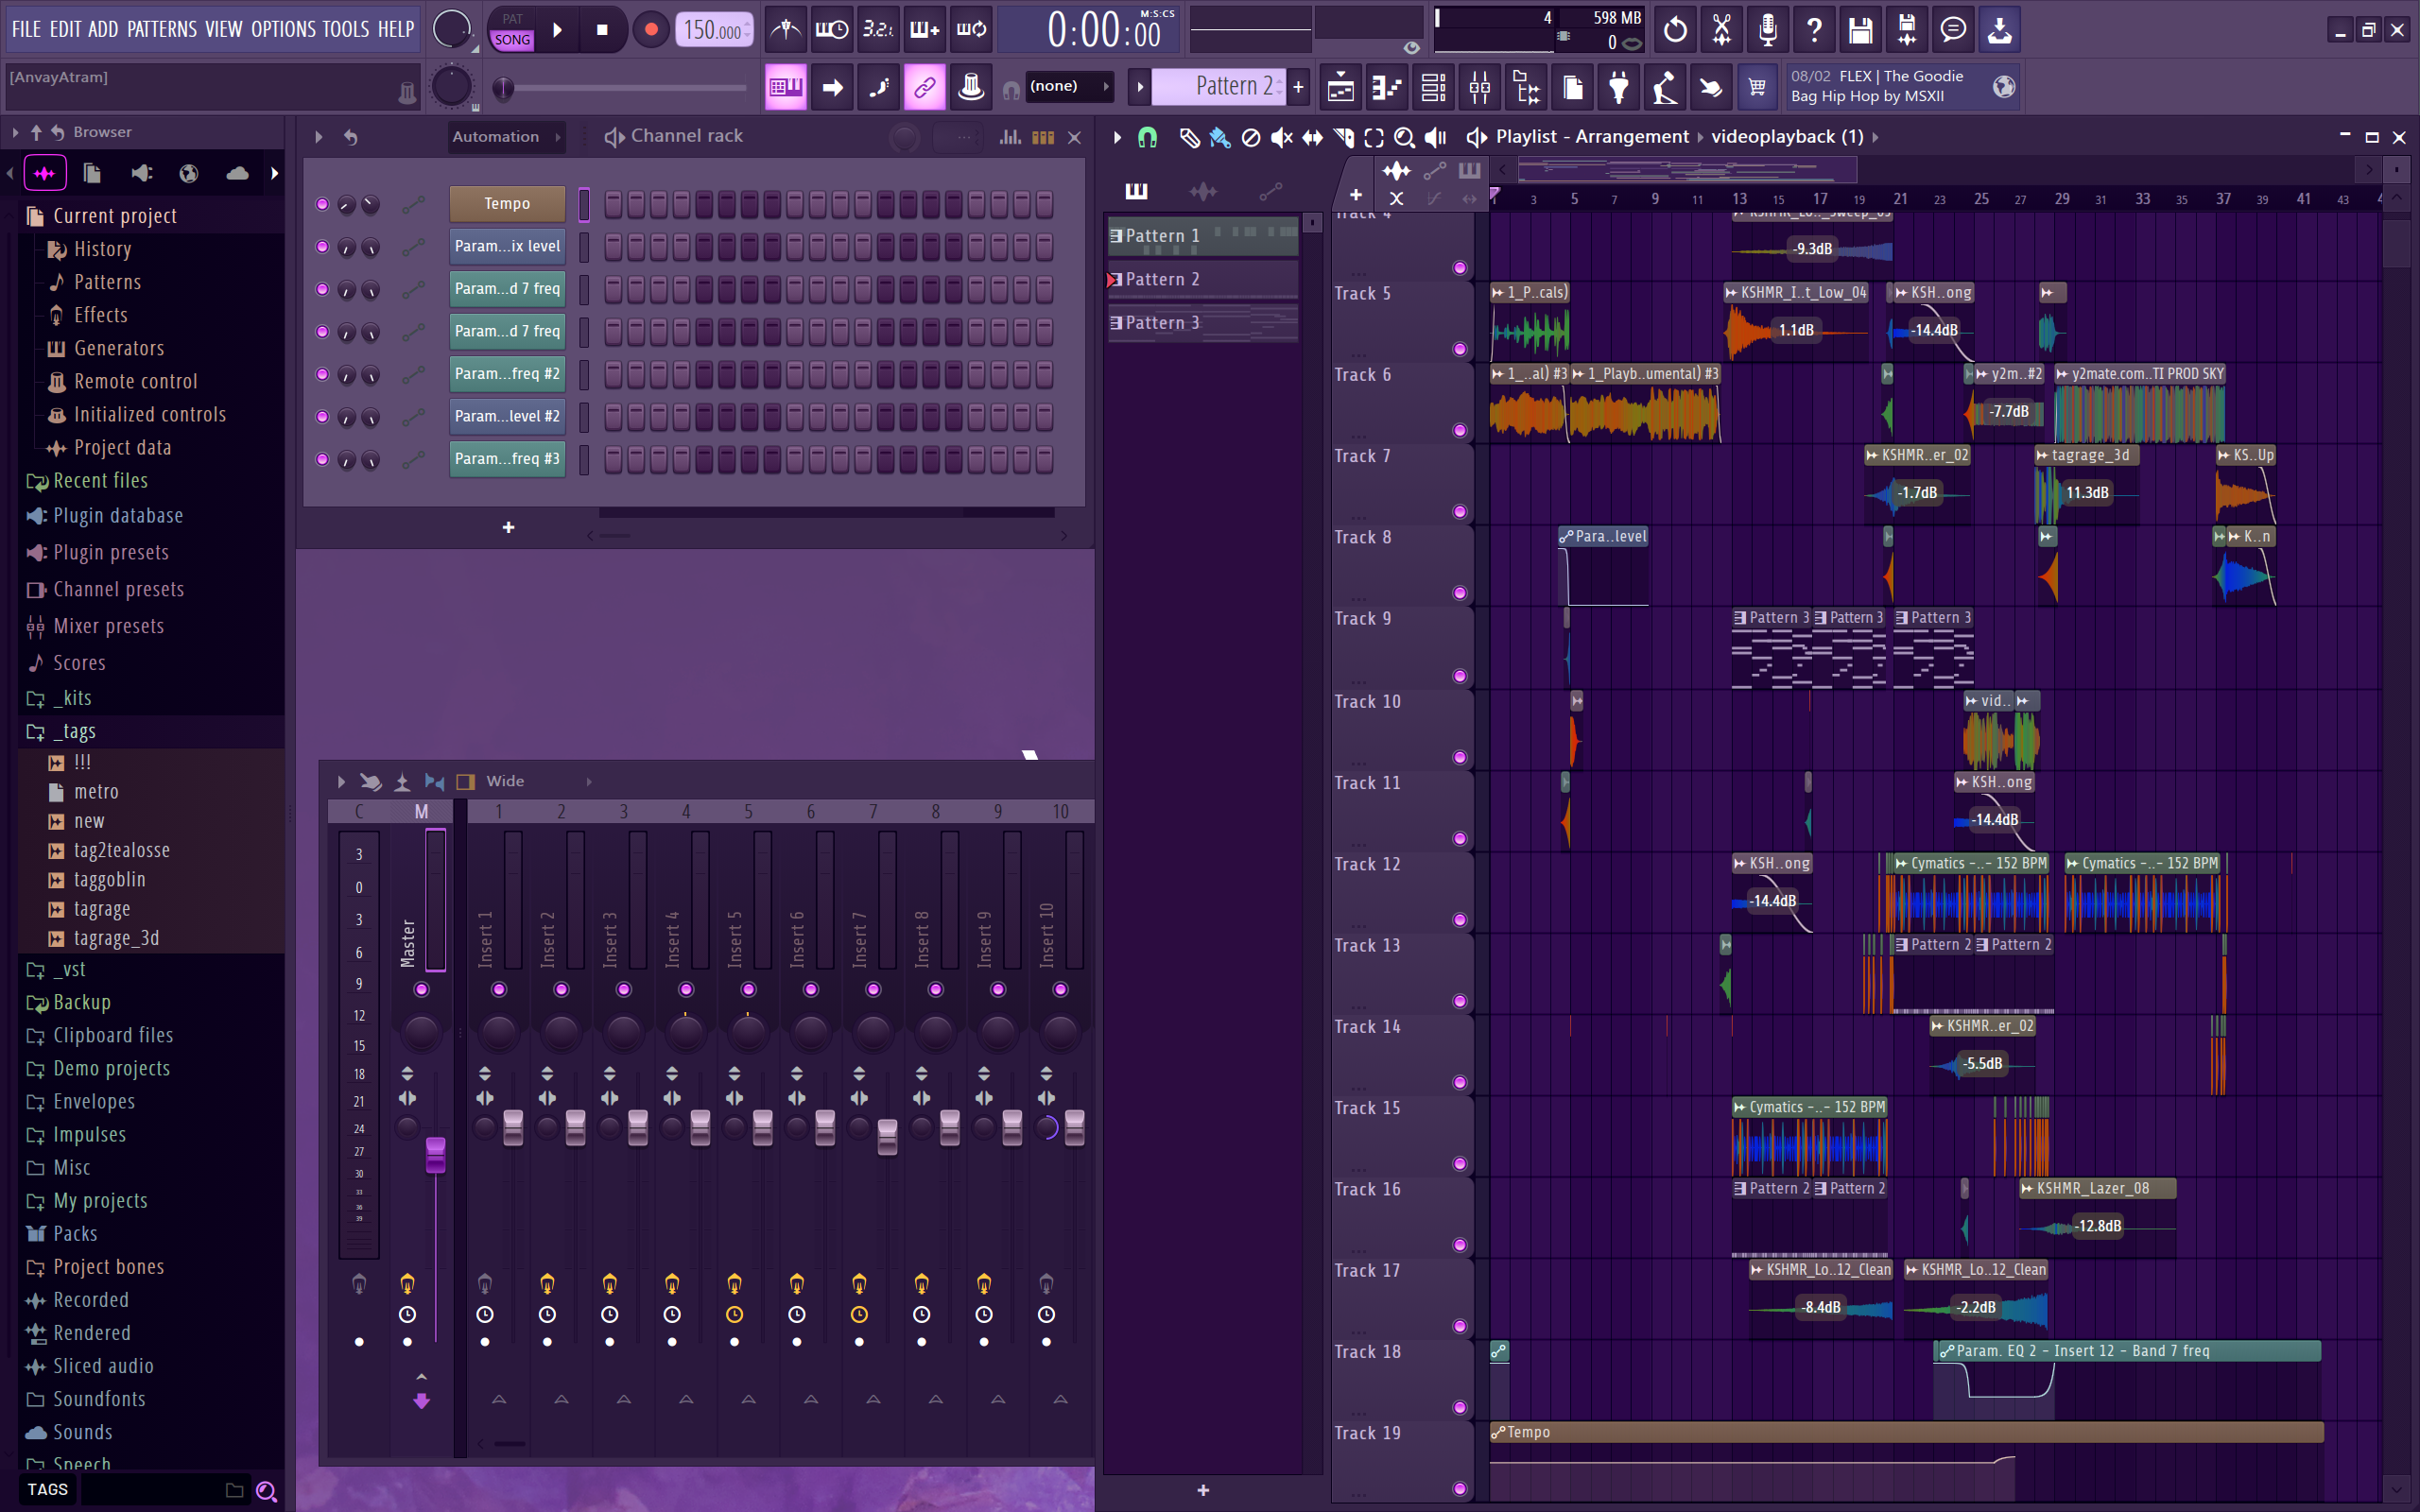 FILE EDIT ADD PATTERNS VIEW OPTIONS TOOLS HELP
PAT
SONG
150.000
3.2.1
M:S:CS
0:00:00
4
598 MB
0
[AnvayAtram]
(none)
Pattern 2
08/02 FLEX | The Goodie
Bag Hip Hop by MSXII
Browser
Current project
History
Patterns
Effects
Generators
Remote control
Initialized controls
Project data
Recent files
Plugin database
Plugin presets
Channel presets
Mixer presets
Scores
_kits
_tags
!!!
metro
new
tag2tealosse
taggoblin
tagrage
tagrage_3d
_vst
Backup
Clipboard files
Demo projects
Envelopes
Impulses
Misc
My projects
Packs
Project bones
Recorded
Rendered
Sliced audio
Soundfonts
Sounds
Speech
TAGS
Automation
Channel rack
Tempo
Param...ix level
Param...d 7 freq
Param...d 7 freq
Param...freq #2
Param...level #2
Param...freq #3
Wide
C M 1 2 3 4 5 6 7 8 9 10
3
0
3
6
9
12
15
18
21
24
27
30
33
36
39
Master
Insert 1
Insert 2
Insert 3
Insert 4
Insert 5
Insert 6
Insert 7
Insert 8
Insert 9
Insert 10
Playlist - Arrangement
videoplayback (1)
Pattern 1
Pattern 2
Pattern 3
1 3 5 7 9 11 13 15 17 19 21 23 25 27 29 31 33 35 37 39 41 43
Track 4
-9.3dB
Track 5
1_P..cals)
KSHMR_I..t_Low_04
KSH..ong
1.1dB
-14.4dB
Track 6
1_..al) #3
1_Playb..umental) #3
y2m..#2
y2mate.com..TI PROD SKY
-7.7dB
Track 7
KSHMR..er_02
tagrage_3d
KS..Up
-1.7dB
11.3dB
Track 8
Para..level
K..n
Track 9
Pattern 3
Pattern 3
Pattern 3
Track 10
vid..
Track 11
KSH..ong
-14.4dB
Track 12
KSH..ong
Cymatics -..- 152 BPM
Cymatics -..- 152 BPM
-14.4dB
Track 13
Pattern 2
Pattern 2
Track 14
KSHMR..er_02
-5.5dB
Track 15
Cymatics -..- 152 BPM
Track 16
Pattern 2
Pattern 2
KSHMR_Lazer_08
-12.8dB
Track 17
KSHMR_Lo..12_Clean
KSHMR_Lo..12_Clean
-8.4dB
-2.2dB
Track 18
Param. EQ 2 - Insert 12 - Band 7 freq
Track 19
Tempo